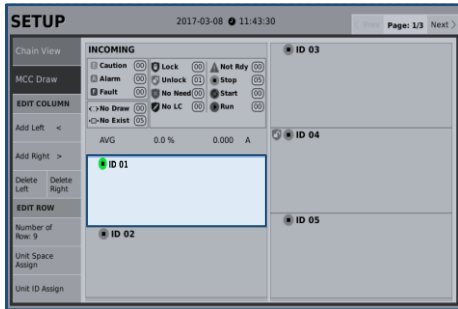 SETUP
2017-03-08 11:43:30
< Prev Page: 1/3 Next >
Chain View
MCC Draw
EDIT COLUMN
Add Left <
Add Right >
Delete Left
Delete Right
EDIT ROW
Number of
Row: 9
Unit Space
Assign
Unit ID Assign
INCOMING
Caution 00 Lock 00 Not Rdy 00
Alarm 00 Unlock 01 Stop 05
Fault 00 No Need 00 Start 00
<·>No Draw 00 No LC 00 Run 00
No Exist 05
AVG 0.0 % 0.000 A
ID 01
ID 02
ID 03
ID 04
ID 05